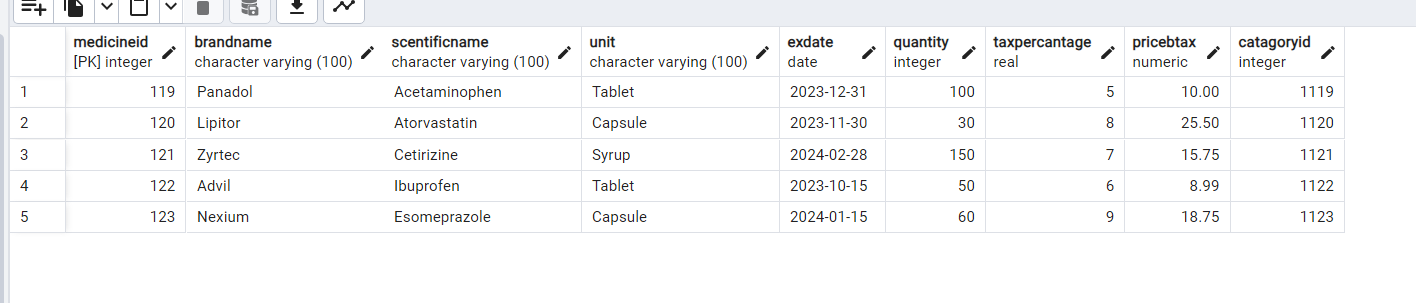 medicineid brandname scentificname unit exdate quantity taxpercantage pricebtax catagoryid
[PK] integer character varying (100) character varying (100) character varying (100) date integer real numeric integer
1 119 Panadol Acetaminophen Tablet 2023-12-31 100 5 10.00 1119
2 120 Lipitor Atorvastatin Capsule 2023-11-30 30 8 25.50 1120
3 121 Zyrtec Cetirizine Syrup 2024-02-28 150 7 15.75 1121
4 122 Advil Ibuprofen Tablet 2023-10-15 50 6 8.99 1122
5 123 Nexium Esomeprazole Capsule 2024-01-15 60 9 18.75 1123